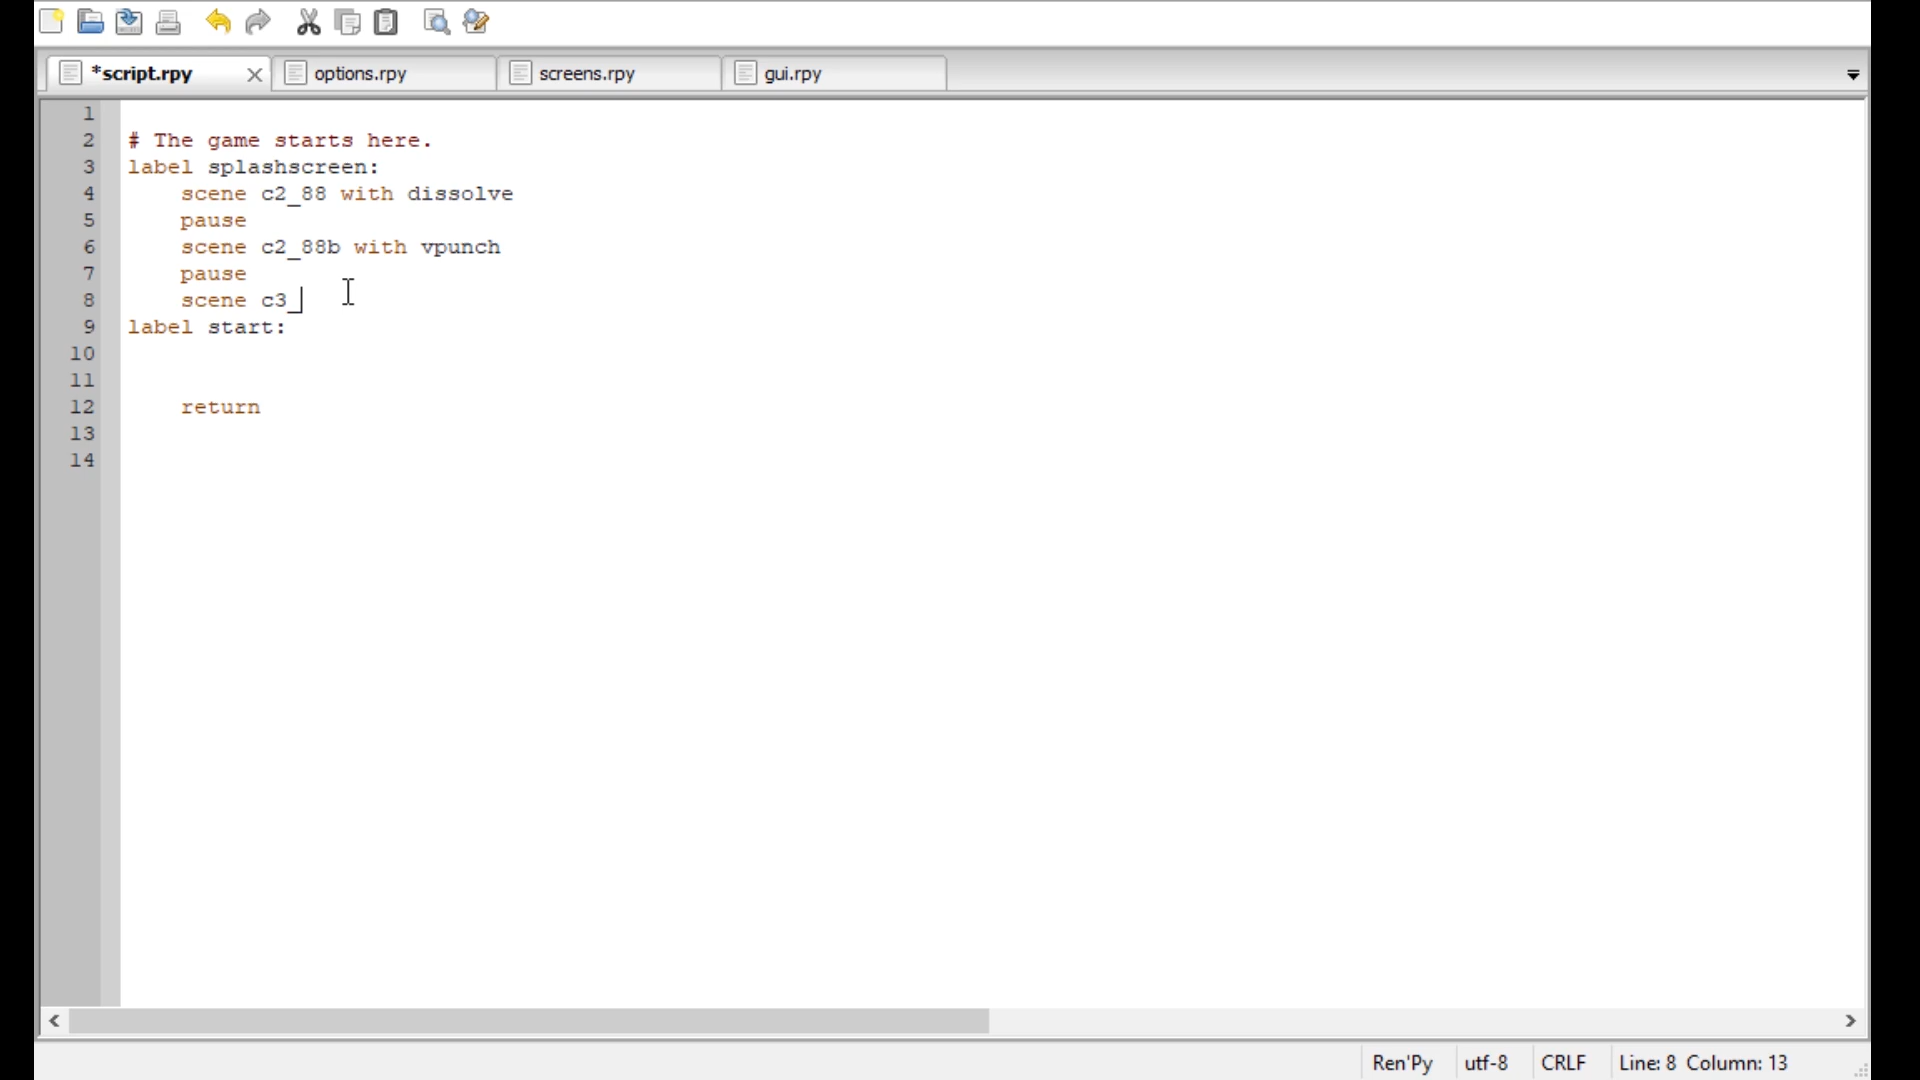 *script.rpy options.rpy screens.rpy gui.rpy
1
2 # The game starts here.
3 label splashscreen:
4     scene c2_88 with dissolve
5     pause
6     scene c2_88b with vpunch
7     pause
8     scene c3_
9 label start:
10
11
12     return
13
14
Ren'Py utf-8 CRLF Line: 8 Column: 13